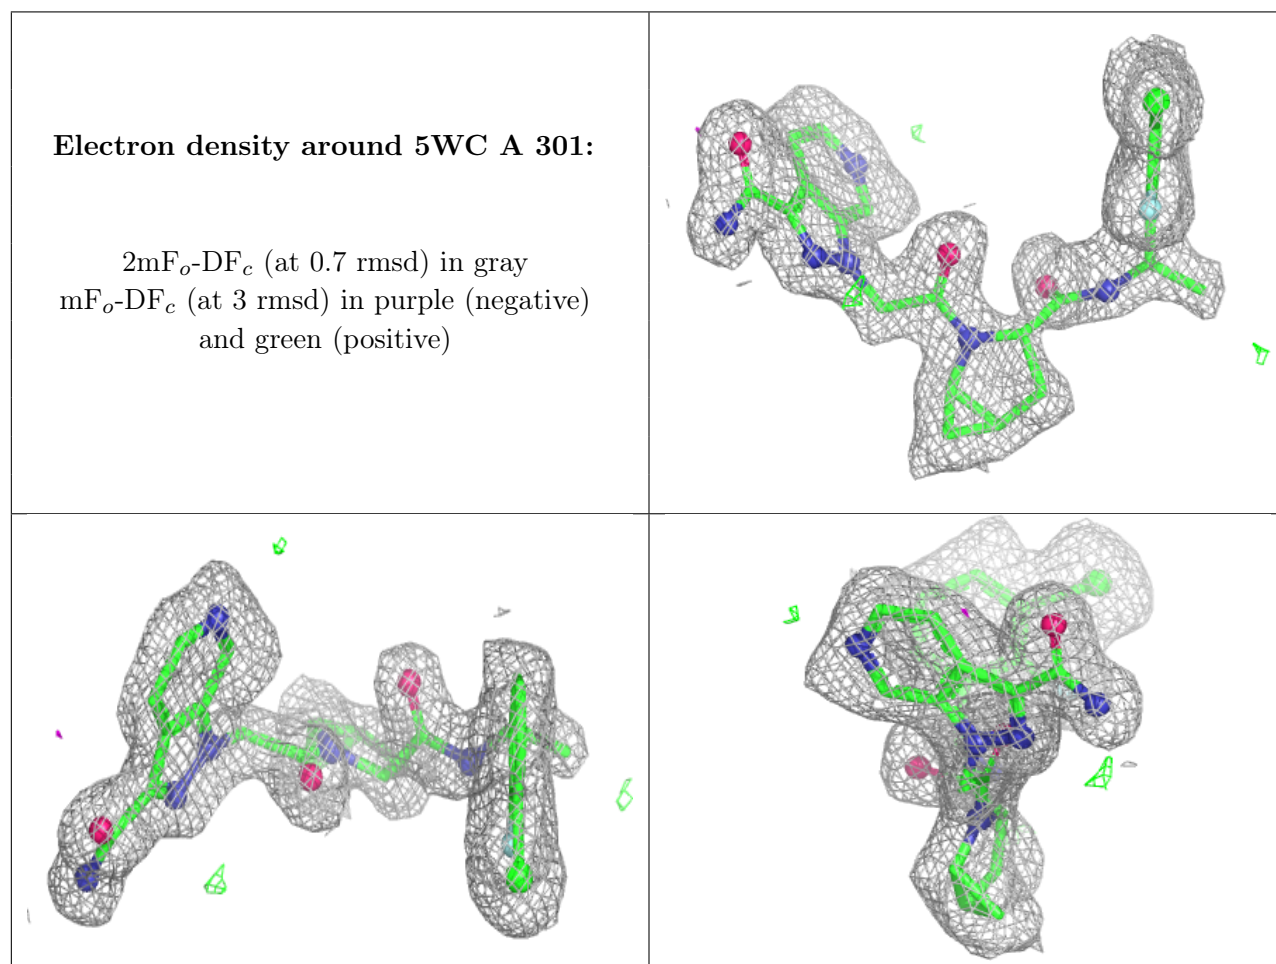 Electron density around 5WC A 301:
2mFo-DFc (at 0.7 rmsd) in gray
mFo-DFc (at 3 rmsd) in purple (negative)
and green (positive)